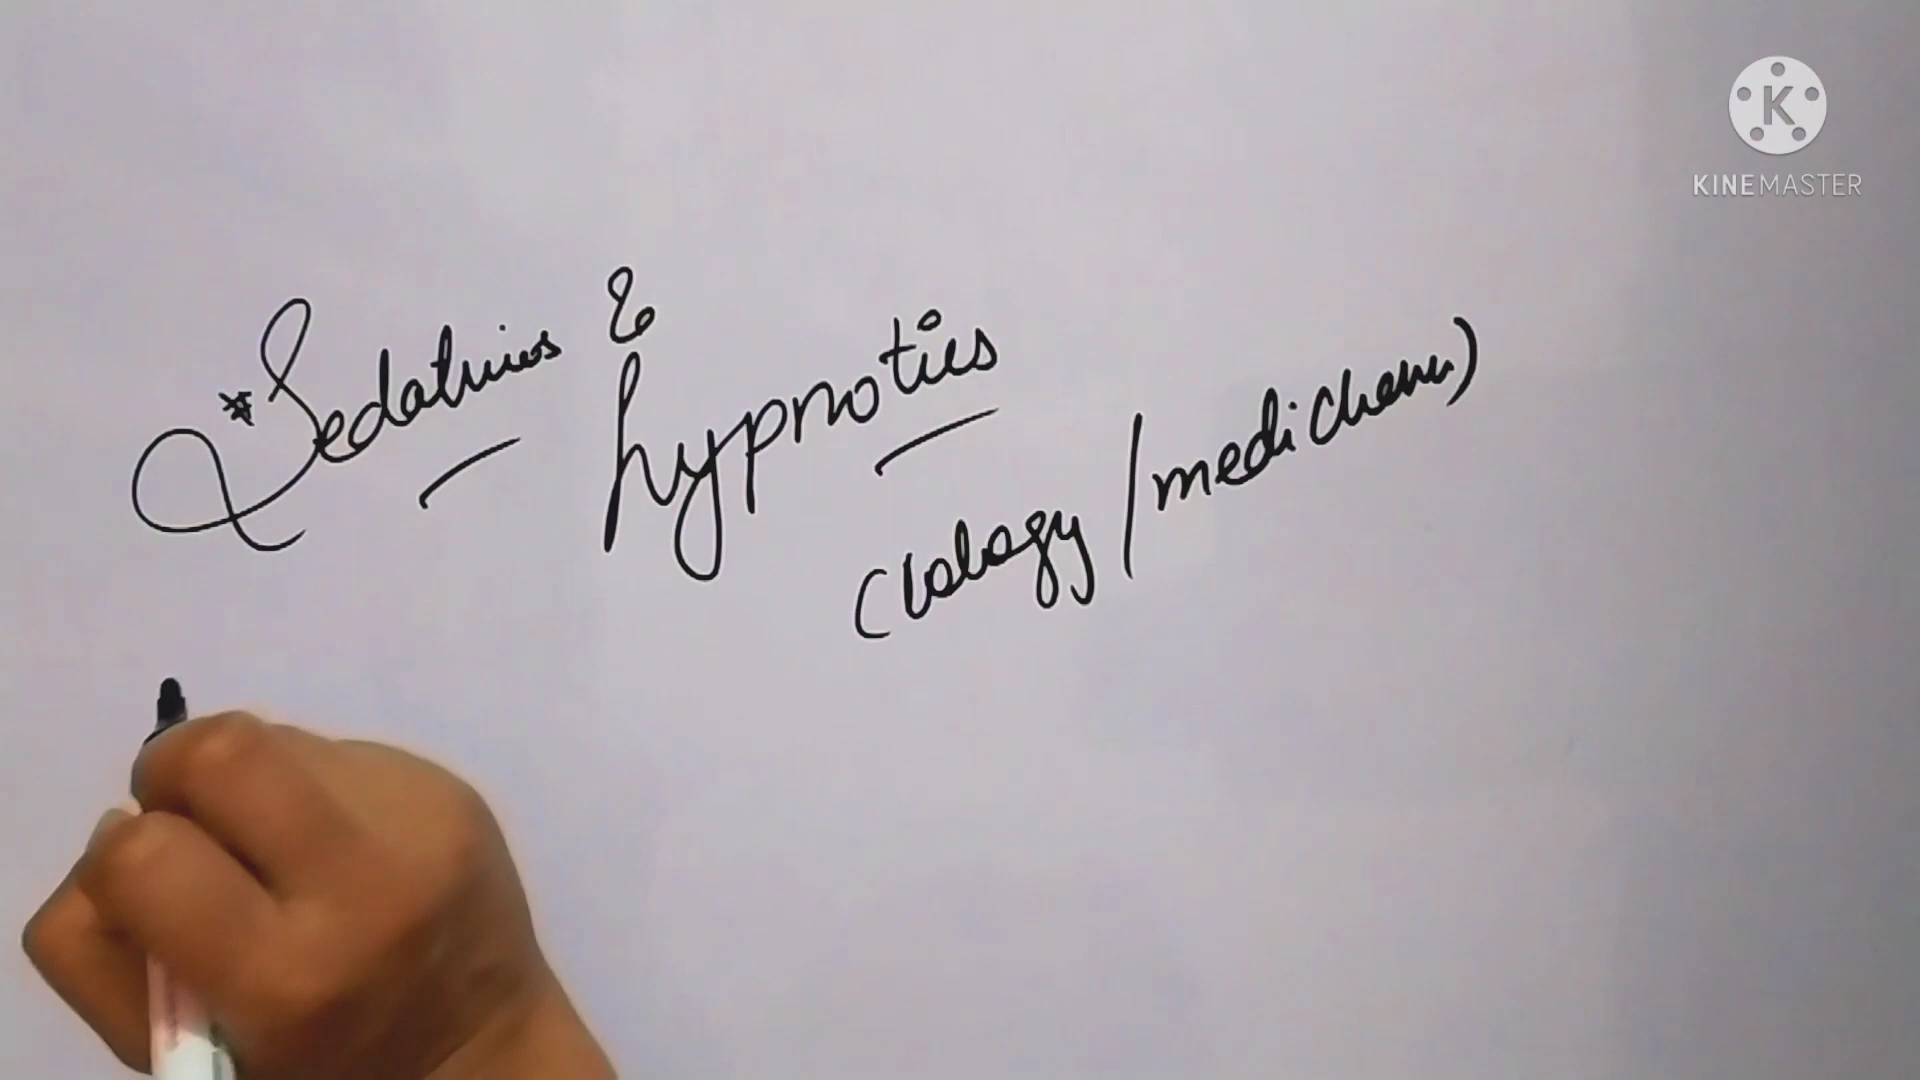 *Sedatives &
hypnotics
(cology/medichem)
K
KINEMASTER